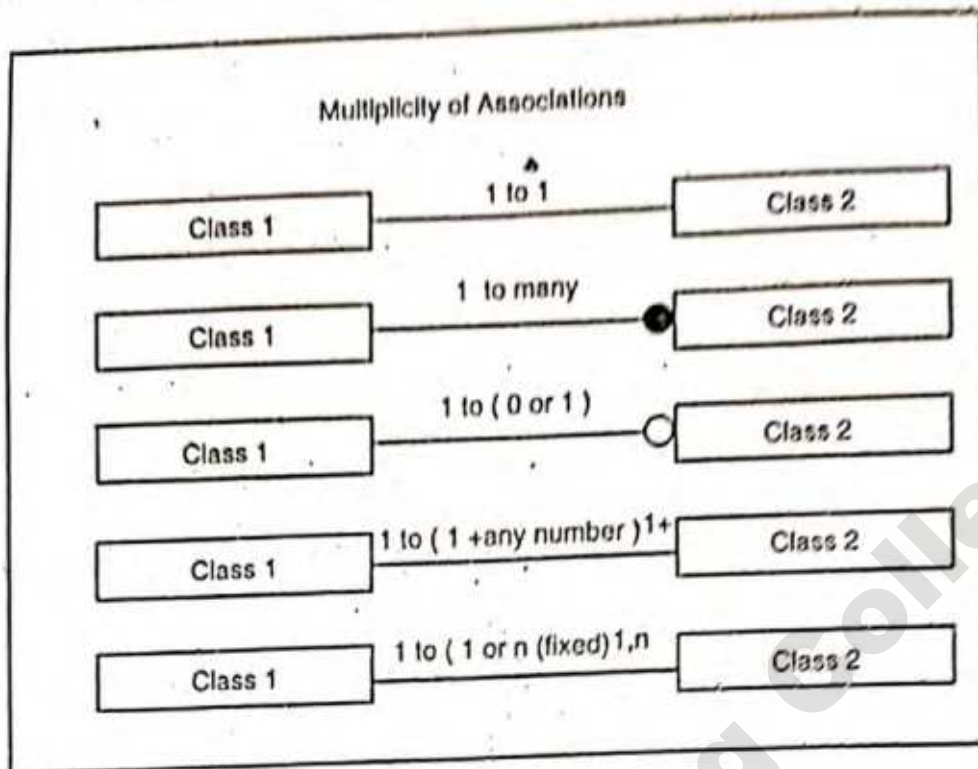 Multiplicity of Associations
1 to 1
Class 1
Class 2
1 to many
Class 1
Class 2
1 to ( 0 or 1 )
Class 1
Class 2
1 to ( 1 +any number ) 1+
Class 1
Class 2
1 to ( 1 or n (fixed) 1,n
Class 1
Class 2